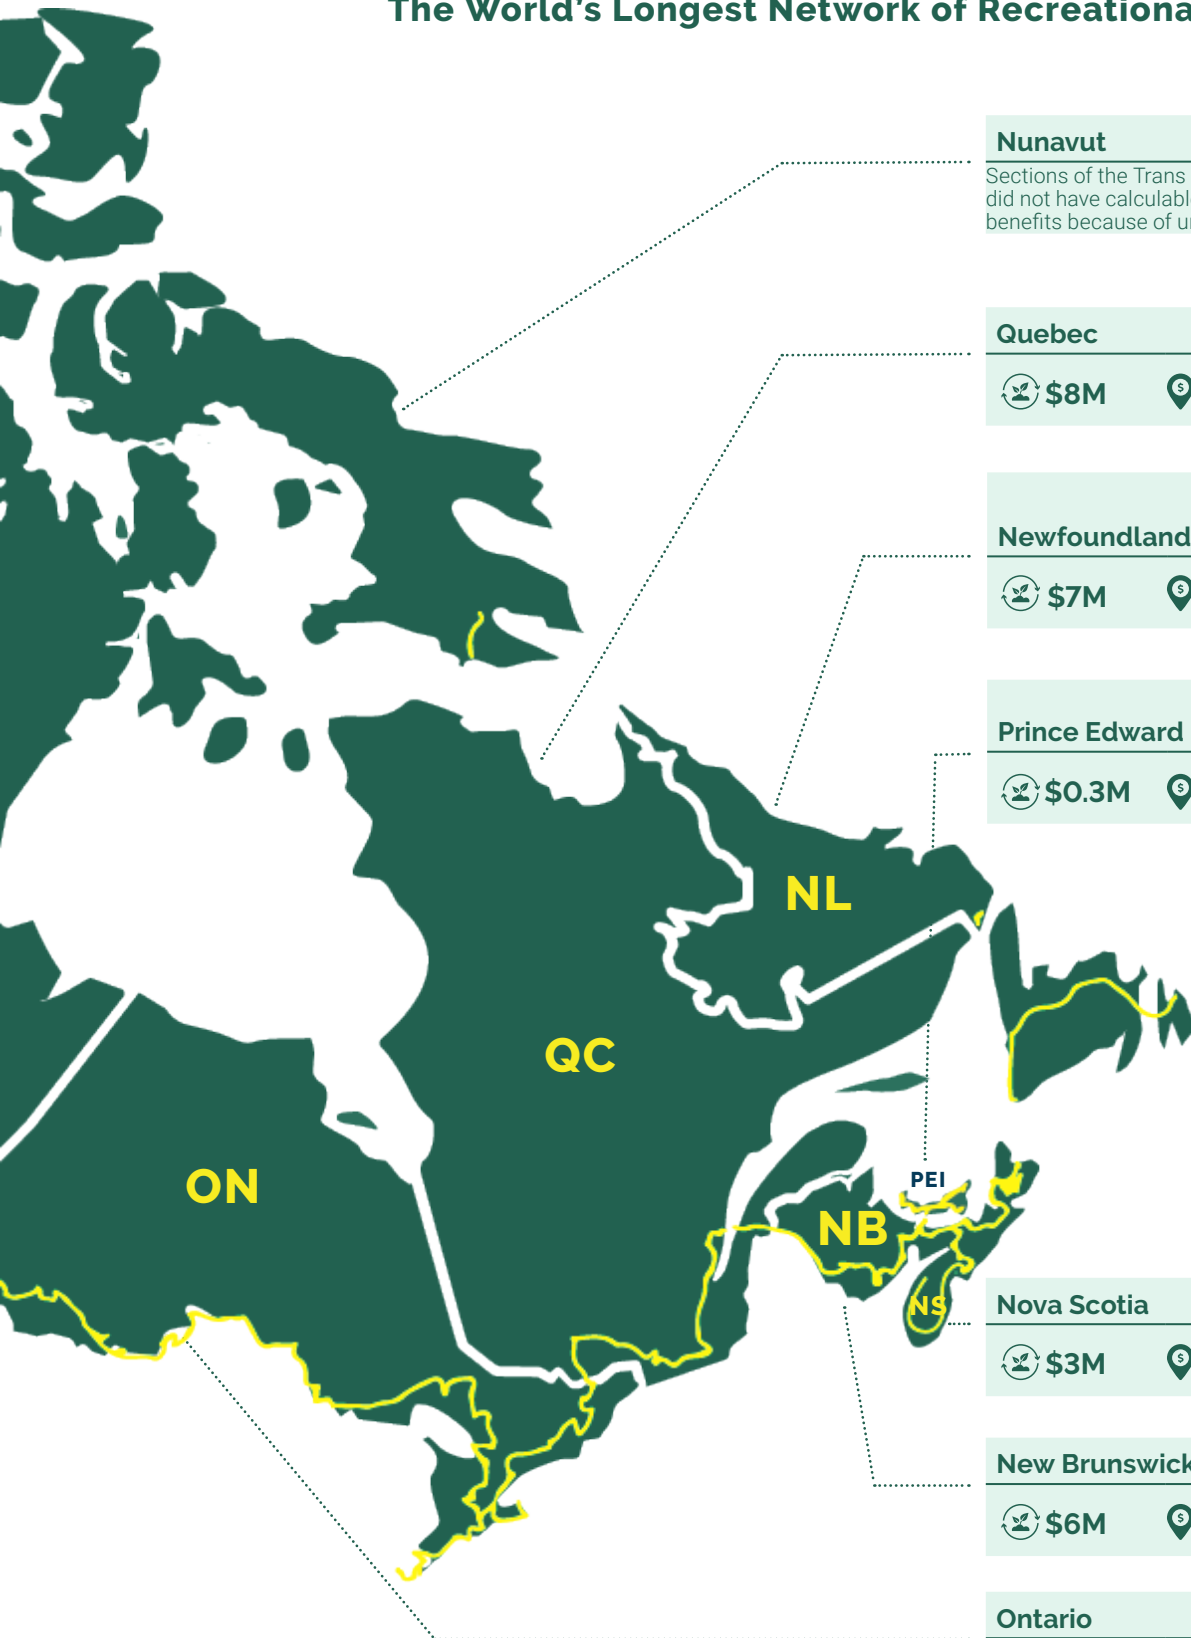 The World's Longest Network of Recreationa
Nunavut
Sections of the Trans
did not have calculabl
benefits because of u
Quebec
$8M
Newfoundland
$7M
Prince Edward
$0.3M
NL
QC
ON
PEI
NB
NS
Nova Scotia
$3M
New Brunswick
$6M
Ontario